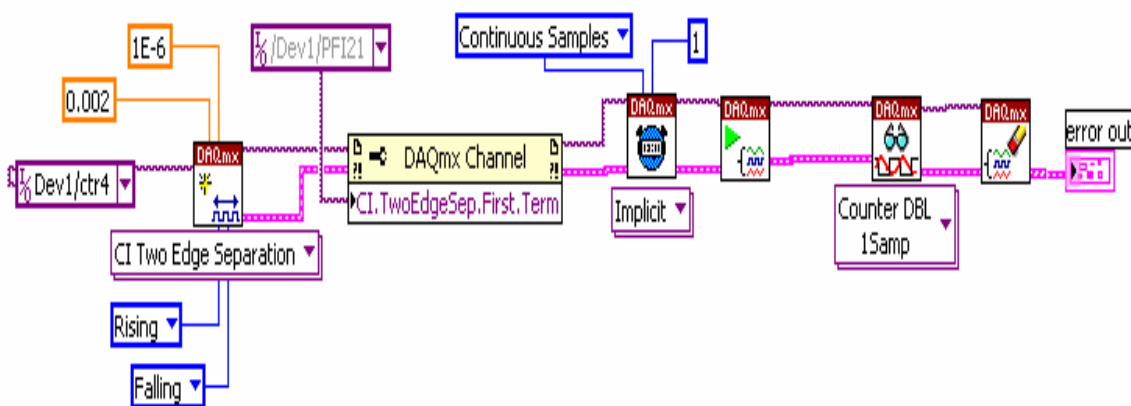 1E-6
/Dev1/PFI21
Continuous Samples
1
0.002
DAQmx
DAQmx
DAQmx
DAQmx
DAQmx
error out
DAQmx Channel
Dev1/ctr4
CI.TwoEdgeSep.First.Term
CI Two Edge Separation
Implicit
Counter DBL
1Samp
Rising
Falling